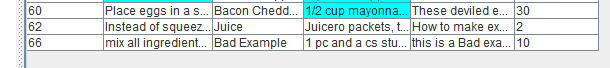 60 Place eggs in a s... Bacon Chedd... 1/2 cup mayonna... These deviled e... 30
62 Instead of squeez... Juice Juicero packets, t... How to make ex... 2
66 mix all ingredient... Bad Example 1 pc and a cs stu... this is a Bad exa... 10